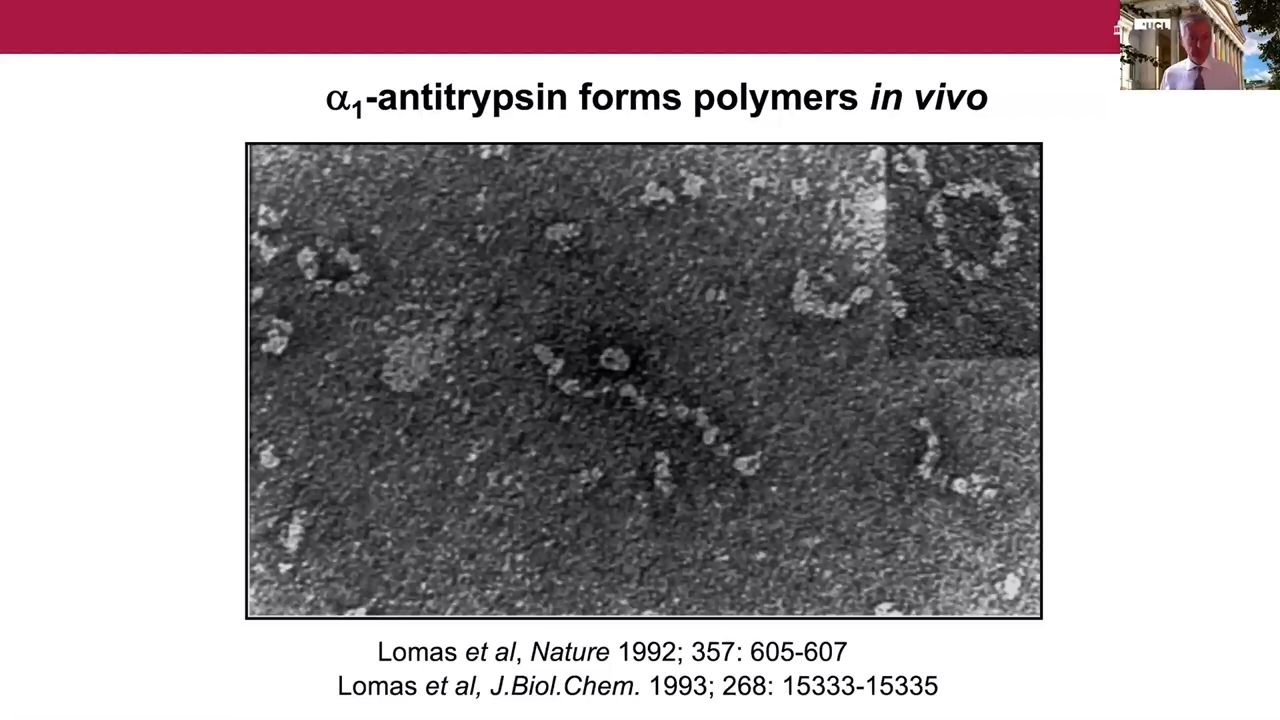 UCL
α₁-antitrypsin forms polymers in vivo
Lomas et al, Nature 1992; 357: 605-607
Lomas et al, J.Biol.Chem. 1993; 268: 15333-15335